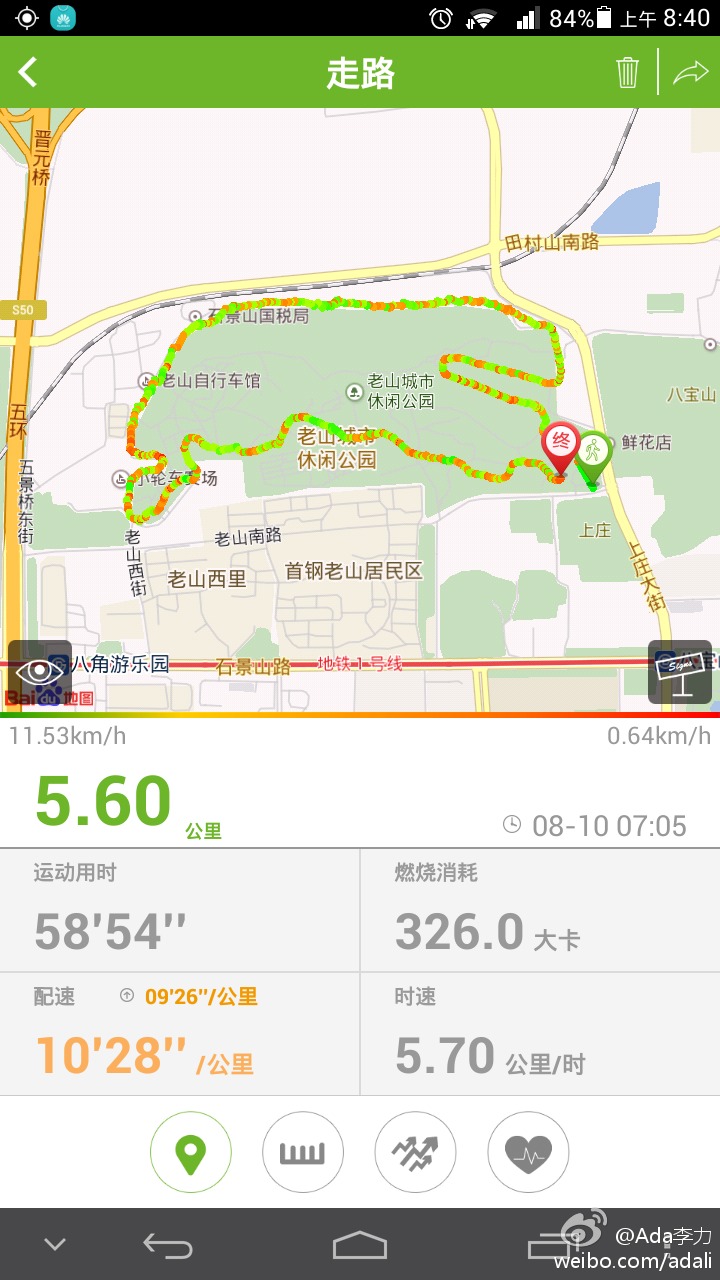 84% 上午 8:40
走路
晋元桥
田村山南路
S50
石景山国税局
老山自行车馆
老山城市
休闲公园
八宝山
五环
老山城市
休闲公园
终
鲜花店
小轮车赛场
五景桥东街
老山南路
上庄
老山西街
老山西里
首钢老山居民区
上庄大街
八角游乐园
石景山路
地铁1号线
Signs
Baidu地图
11.53km/h
0.64km/h
5.60 公里
08-10 07:05
运动用时
燃烧消耗
58'54''
326.0 大卡
配速
09'26''/公里
时速
10'28'' /公里
5.70 公里/时
@Ada李力
weibo.com/adali